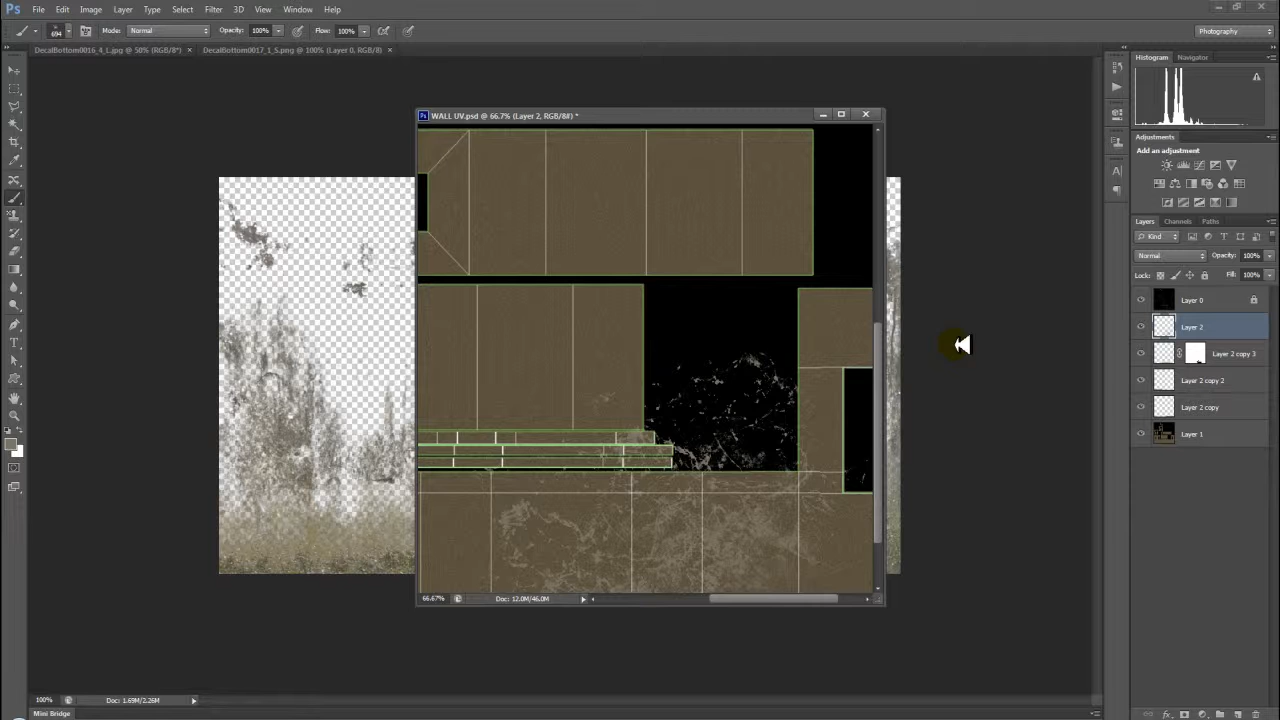 Ps File Edit Image Layer Type Select Filter 3D View Window Help
694 Mode: Normal Opacity: 100% Flow: 100% Photography
DecalBottom0016_4_L.jpg @ 50% (RGB/8*) × DecalBottom0017_1_S.png @ 100% (Layer 0, RGB/8) ×
Histogram Navigator
WALL UV.psd @ 66.7% (Layer 2, RGB/8#) *
Adjustments
Add an adjustment
Layers Channels Paths
Kind
Normal Opacity: 100%
Lock: Fill: 100%
Layer 0
Layer 2
Layer 2 copy 3
Layer 2 copy 2
Layer 2 copy
Layer 1
66.67% Doc: 12.0M/46.0M
100% Doc: 1.69M/2.26M
Mini Bridge